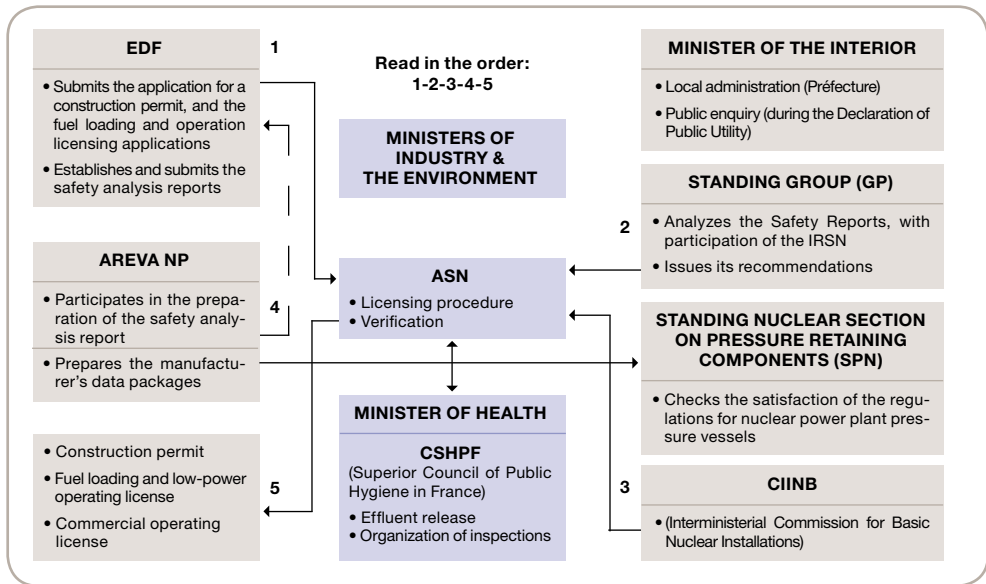 EDF
• Submits the application for a
construction permit, and the
fuel loading and operation
licensing applications
• Establishes and submits the
safety analysis reports
1
Read in the order:
1-2-3-4-5
MINISTERS OF
INDUSTRY &
THE ENVIRONMENT
MINISTER OF THE INTERIOR
• Local administration (Préfecture)
• Public enquiry (during the Declaration of
Public Utility)
STANDING GROUP (GP)
2
• Analyzes the Safety Reports, with
participation of the IRSN
• Issues its recommendations
AREVA NP
• Participates in the prepa-
ration of the safety analy-
sis report
4
• Prepares the manufactu-
rer's data packages
ASN
• Licensing procedure
• Verification
STANDING NUCLEAR SECTION
ON PRESSURE RETAINING
COMPONENTS (SPN)
• Checks the satisfaction of the regu-
lations for nuclear power plant pres-
sure vessels
MINISTER OF HEALTH
CSHPF
(Superior Council of Public
Hygiene in France)
• Effluent release
• Organization of inspections
• Construction permit
• Fuel loading and low-power
operating license
• Commercial operating
license
5
3
CIINB
• (Interministerial Commission for Basic
Nuclear Installations)